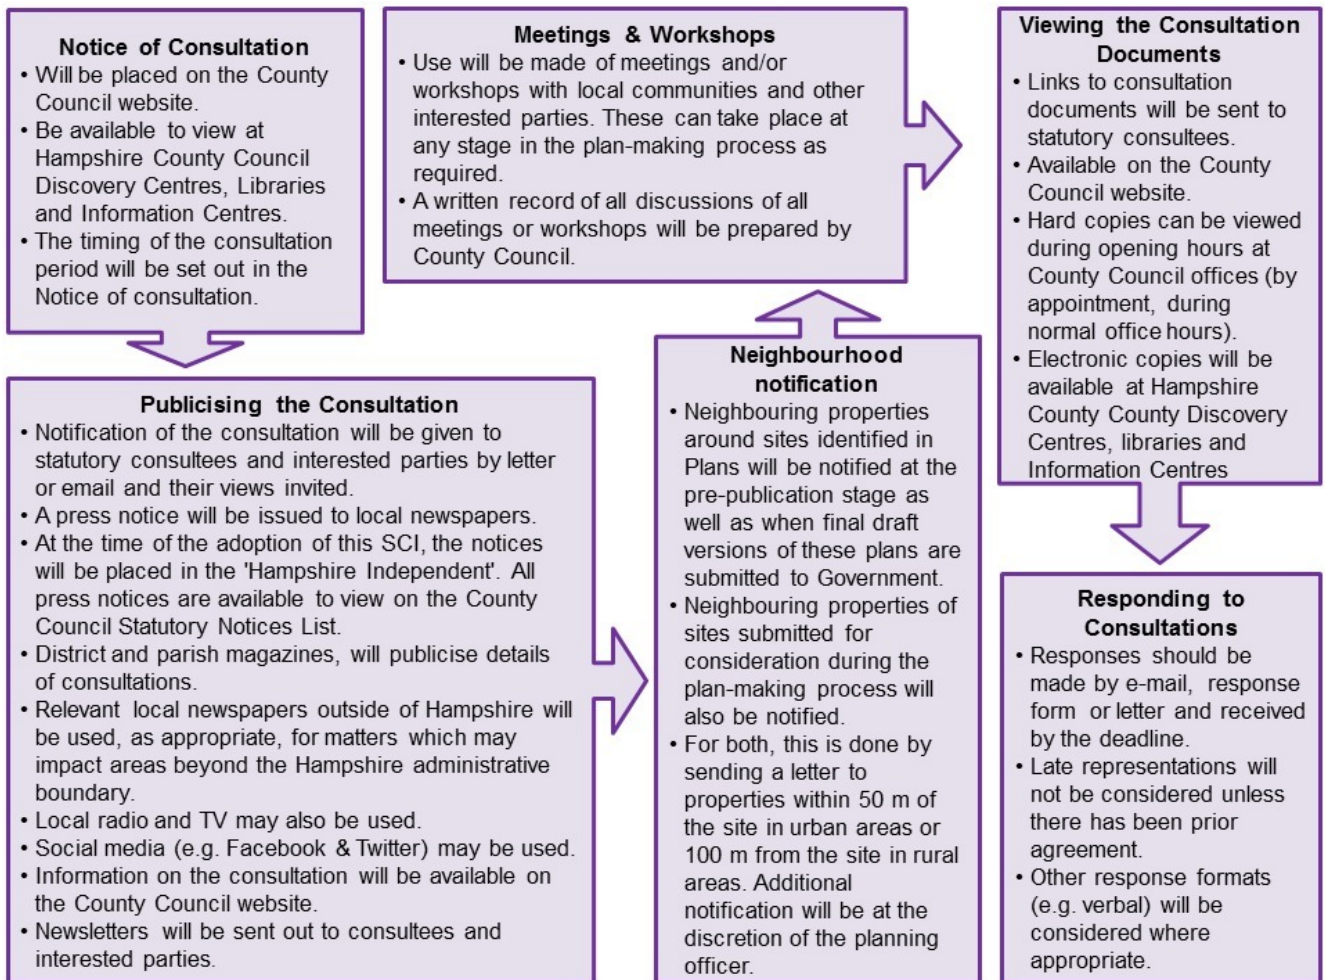 Notice of Consultation
• Will be placed on the County
Council website.
• Be available to view at
Hampshire County Council
Discovery Centres, Libraries
and Information Centres.
• The timing of the consultation
period will be set out in the
Notice of consultation.
Publicising the Consultation
• Notification of the consultation will be given to
statutory consultees and interested parties by letter
or email and their views invited.
• A press notice will be issued to local newspapers.
• At the time of the adoption of this SCI, the notices
will be placed in the 'Hampshire Independent'. All
press notices are available to view on the County
Council Statutory Notices List.
• District and parish magazines, will publicise details
of consultations.
• Relevant local newspapers outside of Hampshire will
be used, as appropriate, for matters which may
impact areas beyond the Hampshire administrative
boundary.
• Local radio and TV may also be used.
• Social media (e.g. Facebook & Twitter) may be used.
• Information on the consultation will be available on
the County Council website.
• Newsletters will be sent out to consultees and
interested parties.
Neighbourhood
notification
• Neighbouring properties
around sites identified in
Plans will be notified at the
pre-publication stage as
well as when final draft
versions of these plans are
submitted to Government.
• Neighbouring properties of
sites submitted for
consideration during the
plan-making process will
also be notified.
• For both, this is done by
sending a letter to
properties within 50 m of
the site in urban areas or
100 m from the site in rural
areas. Additional
notification will be at the
discretion of the planning
officer.
Meetings & Workshops
• Use will be made of meetings and/or
workshops with local communities and other
interested parties. These can take place at
any stage in the plan-making process as
required.
• A written record of all discussions of all
meetings or workshops will be prepared by
County Council.
Viewing the Consultation
Documents
• Links to consultation
documents will be sent to
statutory consultees.
• Available on the County
Council website.
• Hard copies can be viewed
during opening hours at
County Council offices (by
appointment, during
normal office hours).
• Electronic copies will be
available at Hampshire
County County Discovery
Centres, libraries and
Information Centres
Responding to
Consultations
• Responses should be
made by e-mail, response
form or letter and received
by the deadline.
• Late representations will
not be considered unless
there has been prior
agreement.
• Other response formats
(e.g. verbal) will be
considered where
appropriate.